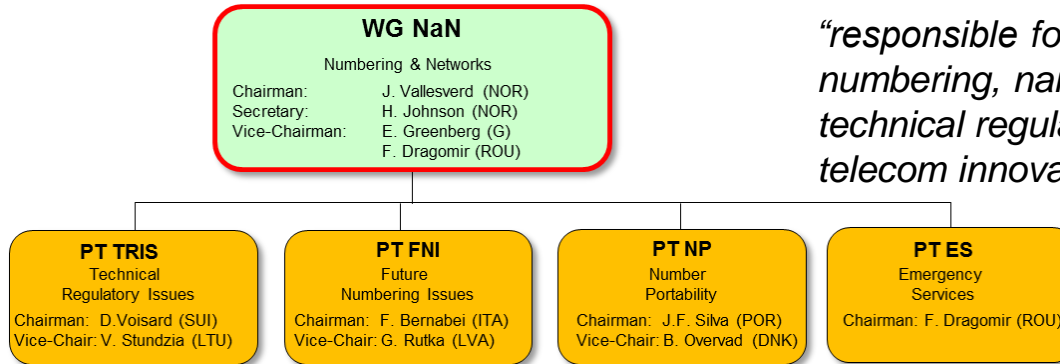 WG NaN
Numbering & Networks
Chairman: J. Vallesverd (NOR)
Secretary: H. Johnson (NOR)
Vice-Chairman: E. Greenberg (G)
F. Dragomir (ROU)
“responsible fo
numbering, na
technical regula
telecom innova
PT TRIS
Technical
Regulatory Issues
Chairman: D.Voisard (SUI)
Vice-Chair: V. Stundzia (LTU)
PT FNI
Future
Numbering Issues
Chairman: F. Bernabei (ITA)
Vice-Chair: G. Rutka (LVA)
PT NP
Number
Portability
Chairman: J.F. Silva (POR)
Vice-Chair: B. Overvad (DNK)
PT ES
Emergency
Services
Chairman: F. Dragomir (ROU)